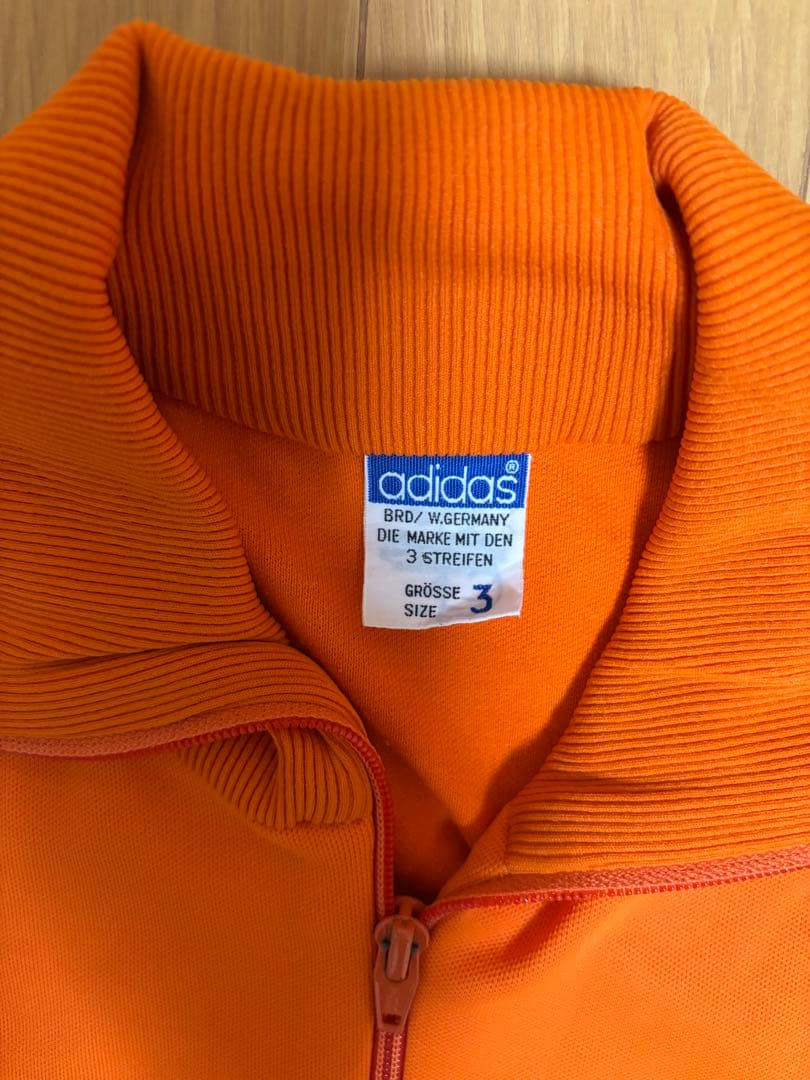 adidas®
BRD/ W.GERMANY
DIE MARKE MIT DEN
3 STREIFEN
GRÖSSE 3
SIZE